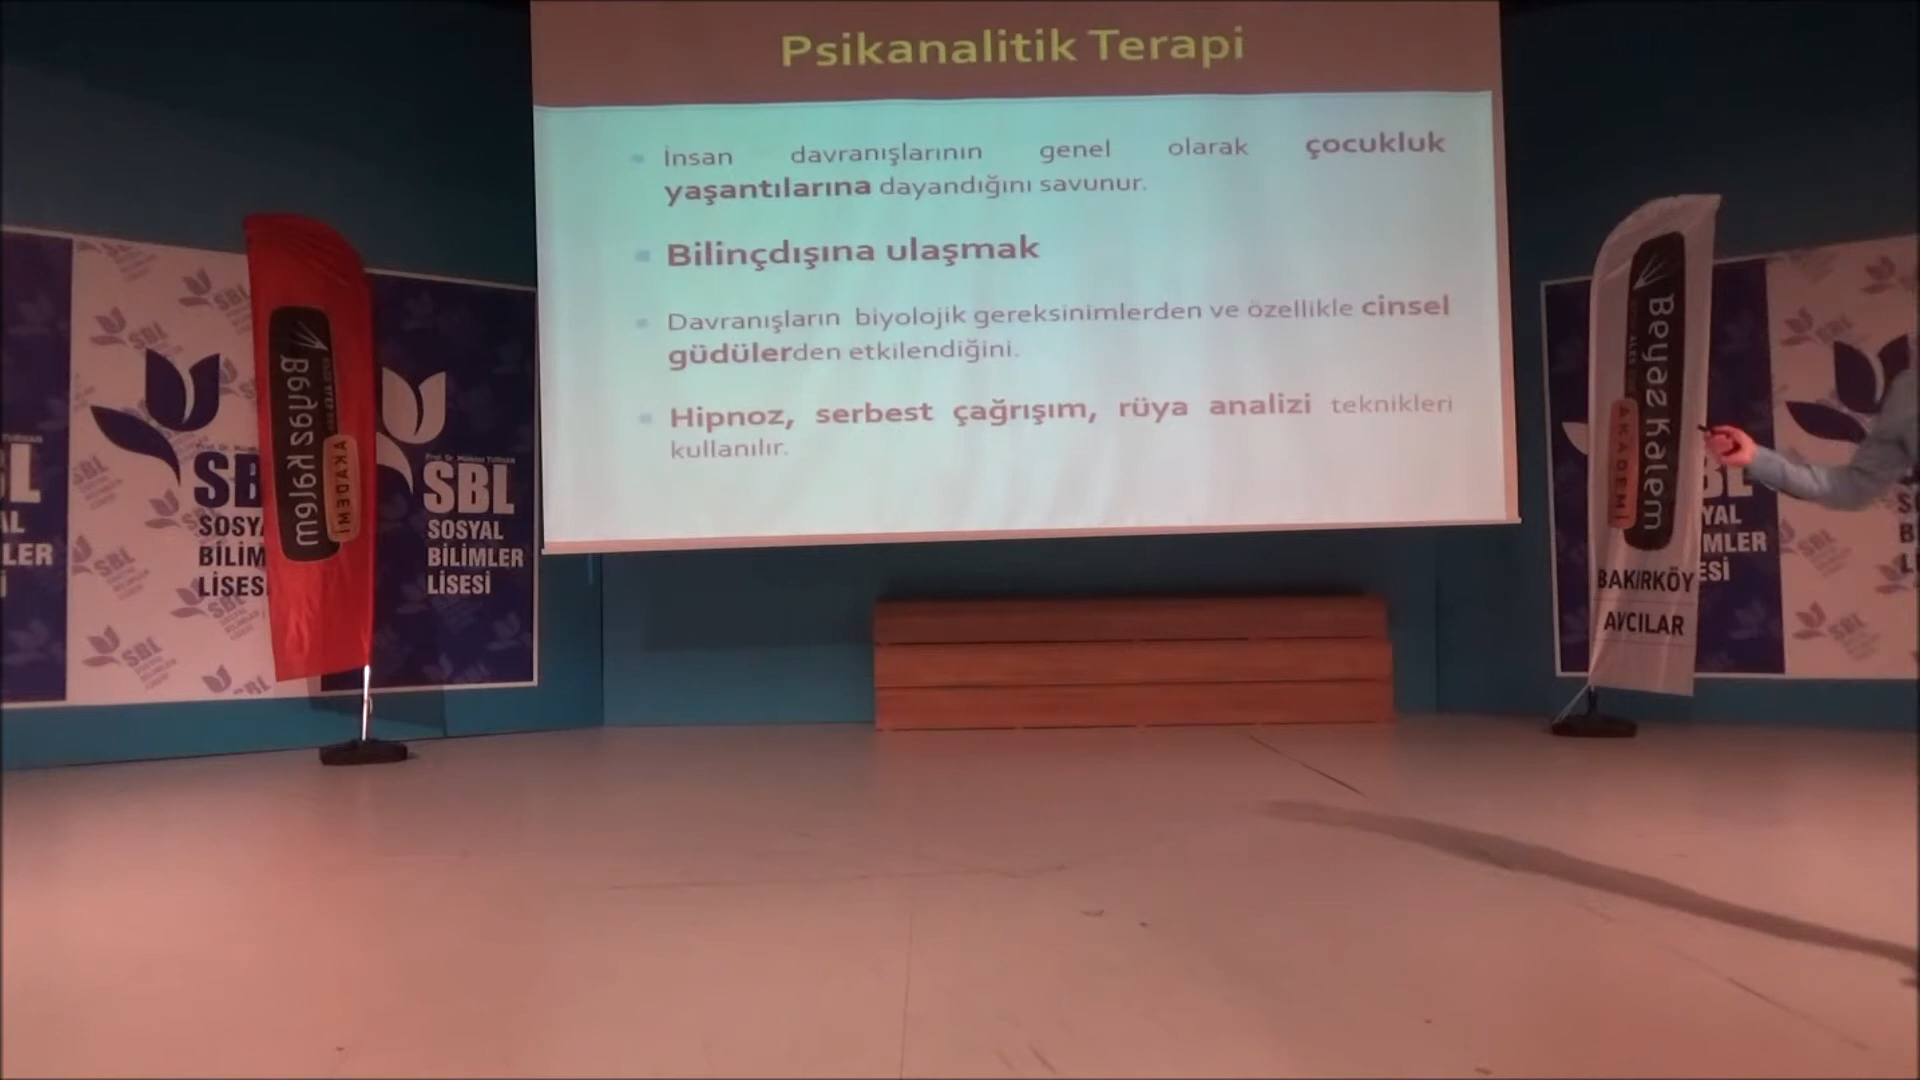 Psikanalitik Terapi
İnsan davranışlarının genel olarak çocukluk
yaşantılarına dayandığını savunur.
Bilinçdışına ulaşmak
Davranışların biyolojik gereksinimlerden ve özellikle cinsel
güdülerden etkilendiğini.
Hipnoz, serbest çağrışım, rüya analizi teknikleri
kullanılır.
SBL
SOSYAL
BİLİMLER
LİSESİ
Beyaz Kalem
AKADEMİ
SBL
SOSYAL
BİLİMLER
LİSESİ
Beyaz Kalem
AKADEMİ
BAKIRKÖY
AVCILAR